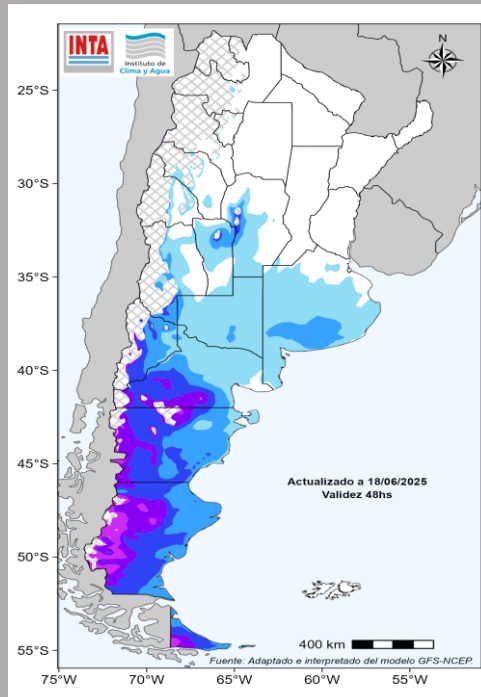 INTA
Instituto de
Clima y Agua
N
25°S
30°S
35°S
40°S
45°S
50°S
55°S
Actualizado a 18/06/2025
Validez 48hs
400 km
Fuente: Adaptado e interpretado del modelo GFS-NCEP.
75°W
70°W
65°W
60°W
55°W